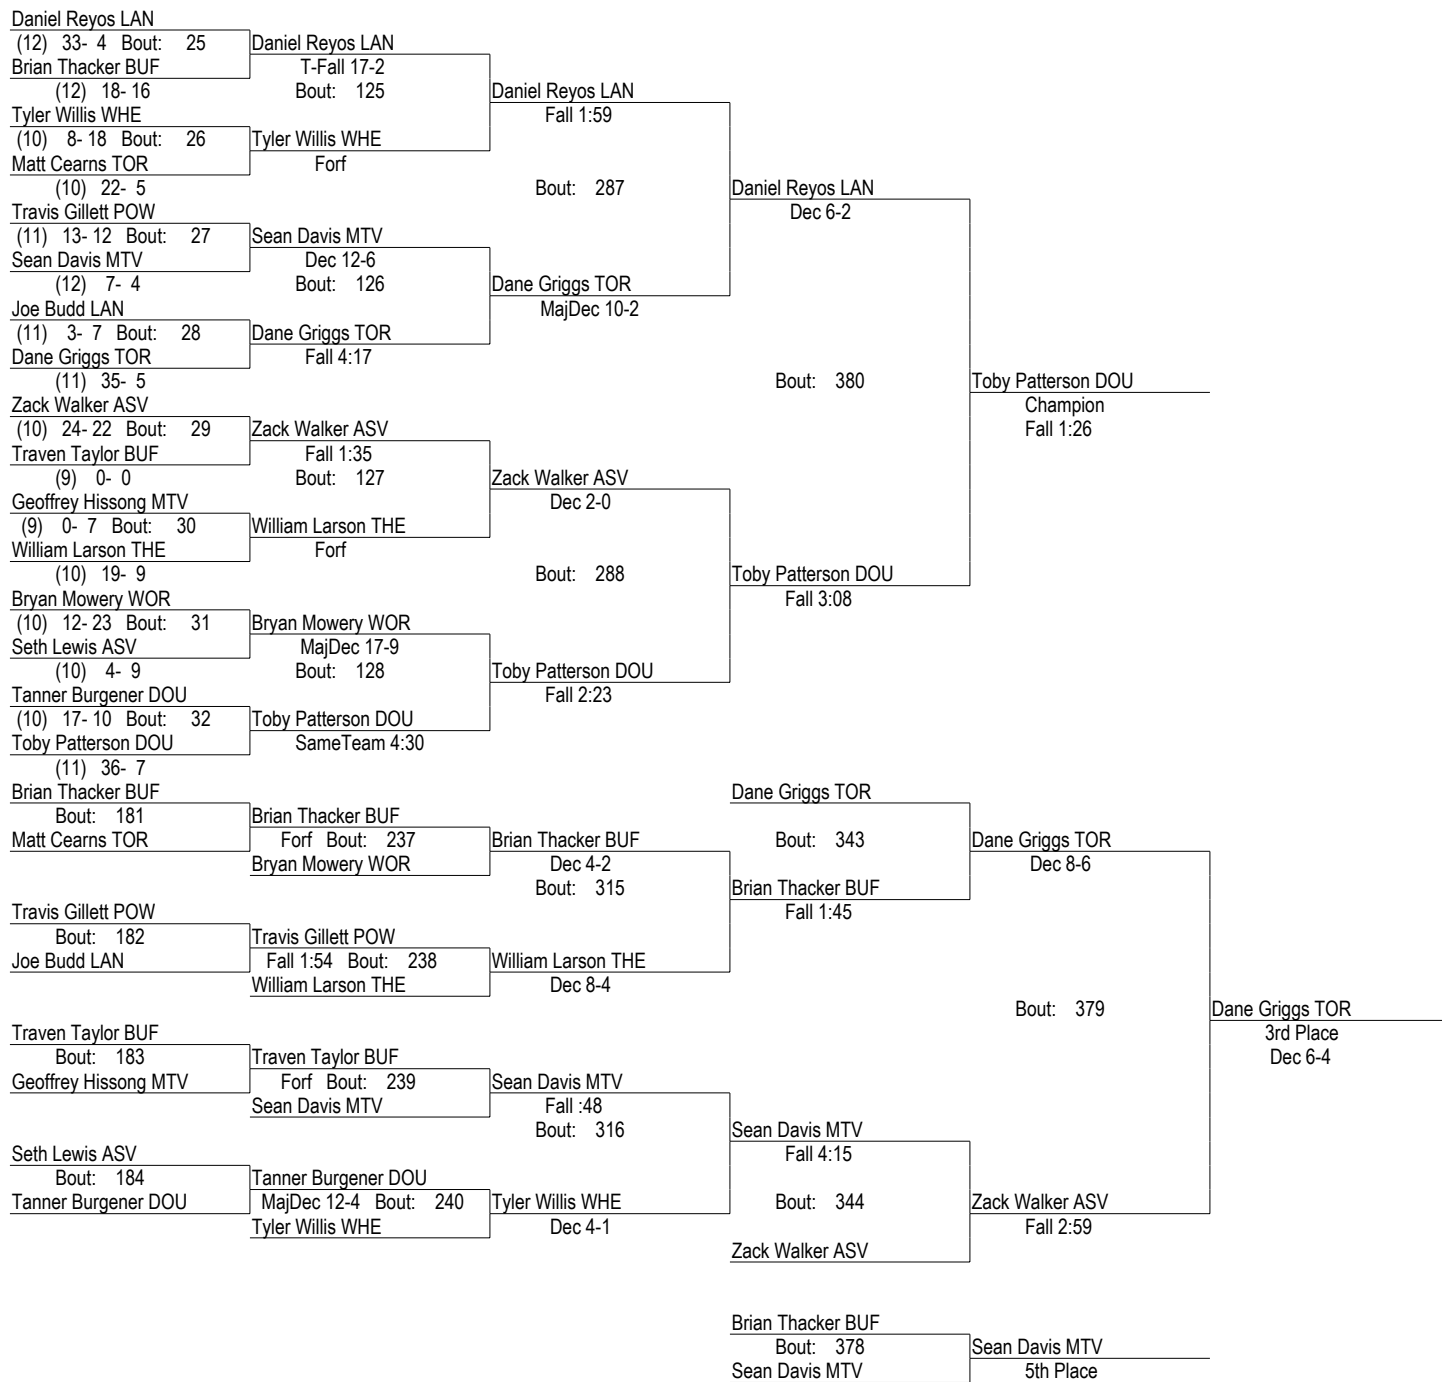 Daniel Reyos LAN
(12) 33- 4 Bout: 25 Daniel Reyos LAN
Brian Thacker BUF T-Fall 17-2
(12) 18- 16 Bout: 125 Daniel Reyos LAN
Tyler Willis WHE Fall 1:59
(10) 8- 18 Bout: 26 Tyler Willis WHE
Matt Cearns TOR Forf
(10) 22- 5 Bout: 287 Daniel Reyos LAN
Travis Gillett POW Dec 6-2
(11) 13- 12 Bout: 27 Sean Davis MTV
Sean Davis MTV Dec 12-6
(12) 7- 4 Bout: 126 Dane Griggs TOR
Joe Budd LAN MajDec 10-2
(11) 3- 7 Bout: 28 Dane Griggs TOR
Dane Griggs TOR Fall 4:17
(11) 35- 5 Bout: 380 Toby Patterson DOU
Zack Walker ASV Champion
(10) 24- 22 Bout: 29 Zack Walker ASV Fall 1:26
Traven Taylor BUF Fall 1:35
(9) 0- 0 Bout: 127 Zack Walker ASV
Geoffrey Hissong MTV Dec 2-0
(9) 0- 7 Bout: 30 William Larson THE
William Larson THE Forf
(10) 19- 9 Bout: 288 Toby Patterson DOU
Bryan Mowery WOR Fall 3:08
(10) 12- 23 Bout: 31 Bryan Mowery WOR
Seth Lewis ASV MajDec 17-9
(10) 4- 9 Bout: 128 Toby Patterson DOU
Tanner Burgener DOU Fall 2:23
(10) 17- 10 Bout: 32 Toby Patterson DOU
Toby Patterson DOU SameTeam 4:30
(11) 36- 7
Brian Thacker BUF Dane Griggs TOR
Bout: 181 Brian Thacker BUF
Matt Cearns TOR Forf Bout: 237 Brian Thacker BUF Bout: 343 Dane Griggs TOR
Bryan Mowery WOR Dec 4-2 Dec 8-6
Bout: 315 Brian Thacker BUF
Travis Gillett POW Fall 1:45
Bout: 182 Travis Gillett POW
Joe Budd LAN Fall 1:54 Bout: 238 William Larson THE
William Larson THE Dec 8-4
Bout: 379 Dane Griggs TOR
Traven Taylor BUF 3rd Place
Bout: 183 Traven Taylor BUF Dec 6-4
Geoffrey Hissong MTV Forf Bout: 239 Sean Davis MTV
Sean Davis MTV Fall :48
Bout: 316 Sean Davis MTV
Seth Lewis ASV Fall 4:15
Bout: 184 Tanner Burgener DOU
Tanner Burgener DOU MajDec 12-4 Bout: 240 Tyler Willis WHE Bout: 344 Zack Walker ASV
Tyler Willis WHE Dec 4-1 Fall 2:59
Zack Walker ASV
Brian Thacker BUF
Bout: 378 Sean Davis MTV
Sean Davis MTV 5th Place